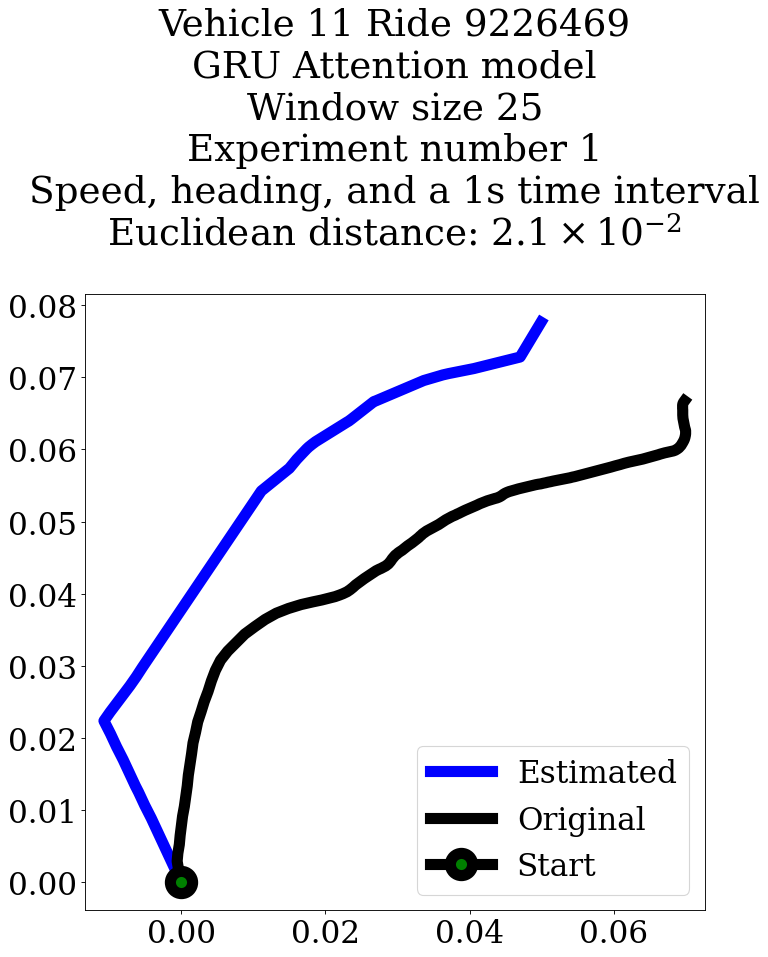 Vehicle 11 Ride 9226469
GRU Attention model
Window size 25
Experiment number 1
Speed, heading, and a 1s time interval
Euclidean distance: 2.1 × 10⁻²
0.08
0.07
0.06
0.05
0.04
0.03
0.02
0.01
0.00
Estimated
Original
Start
0.00 0.02 0.04 0.06